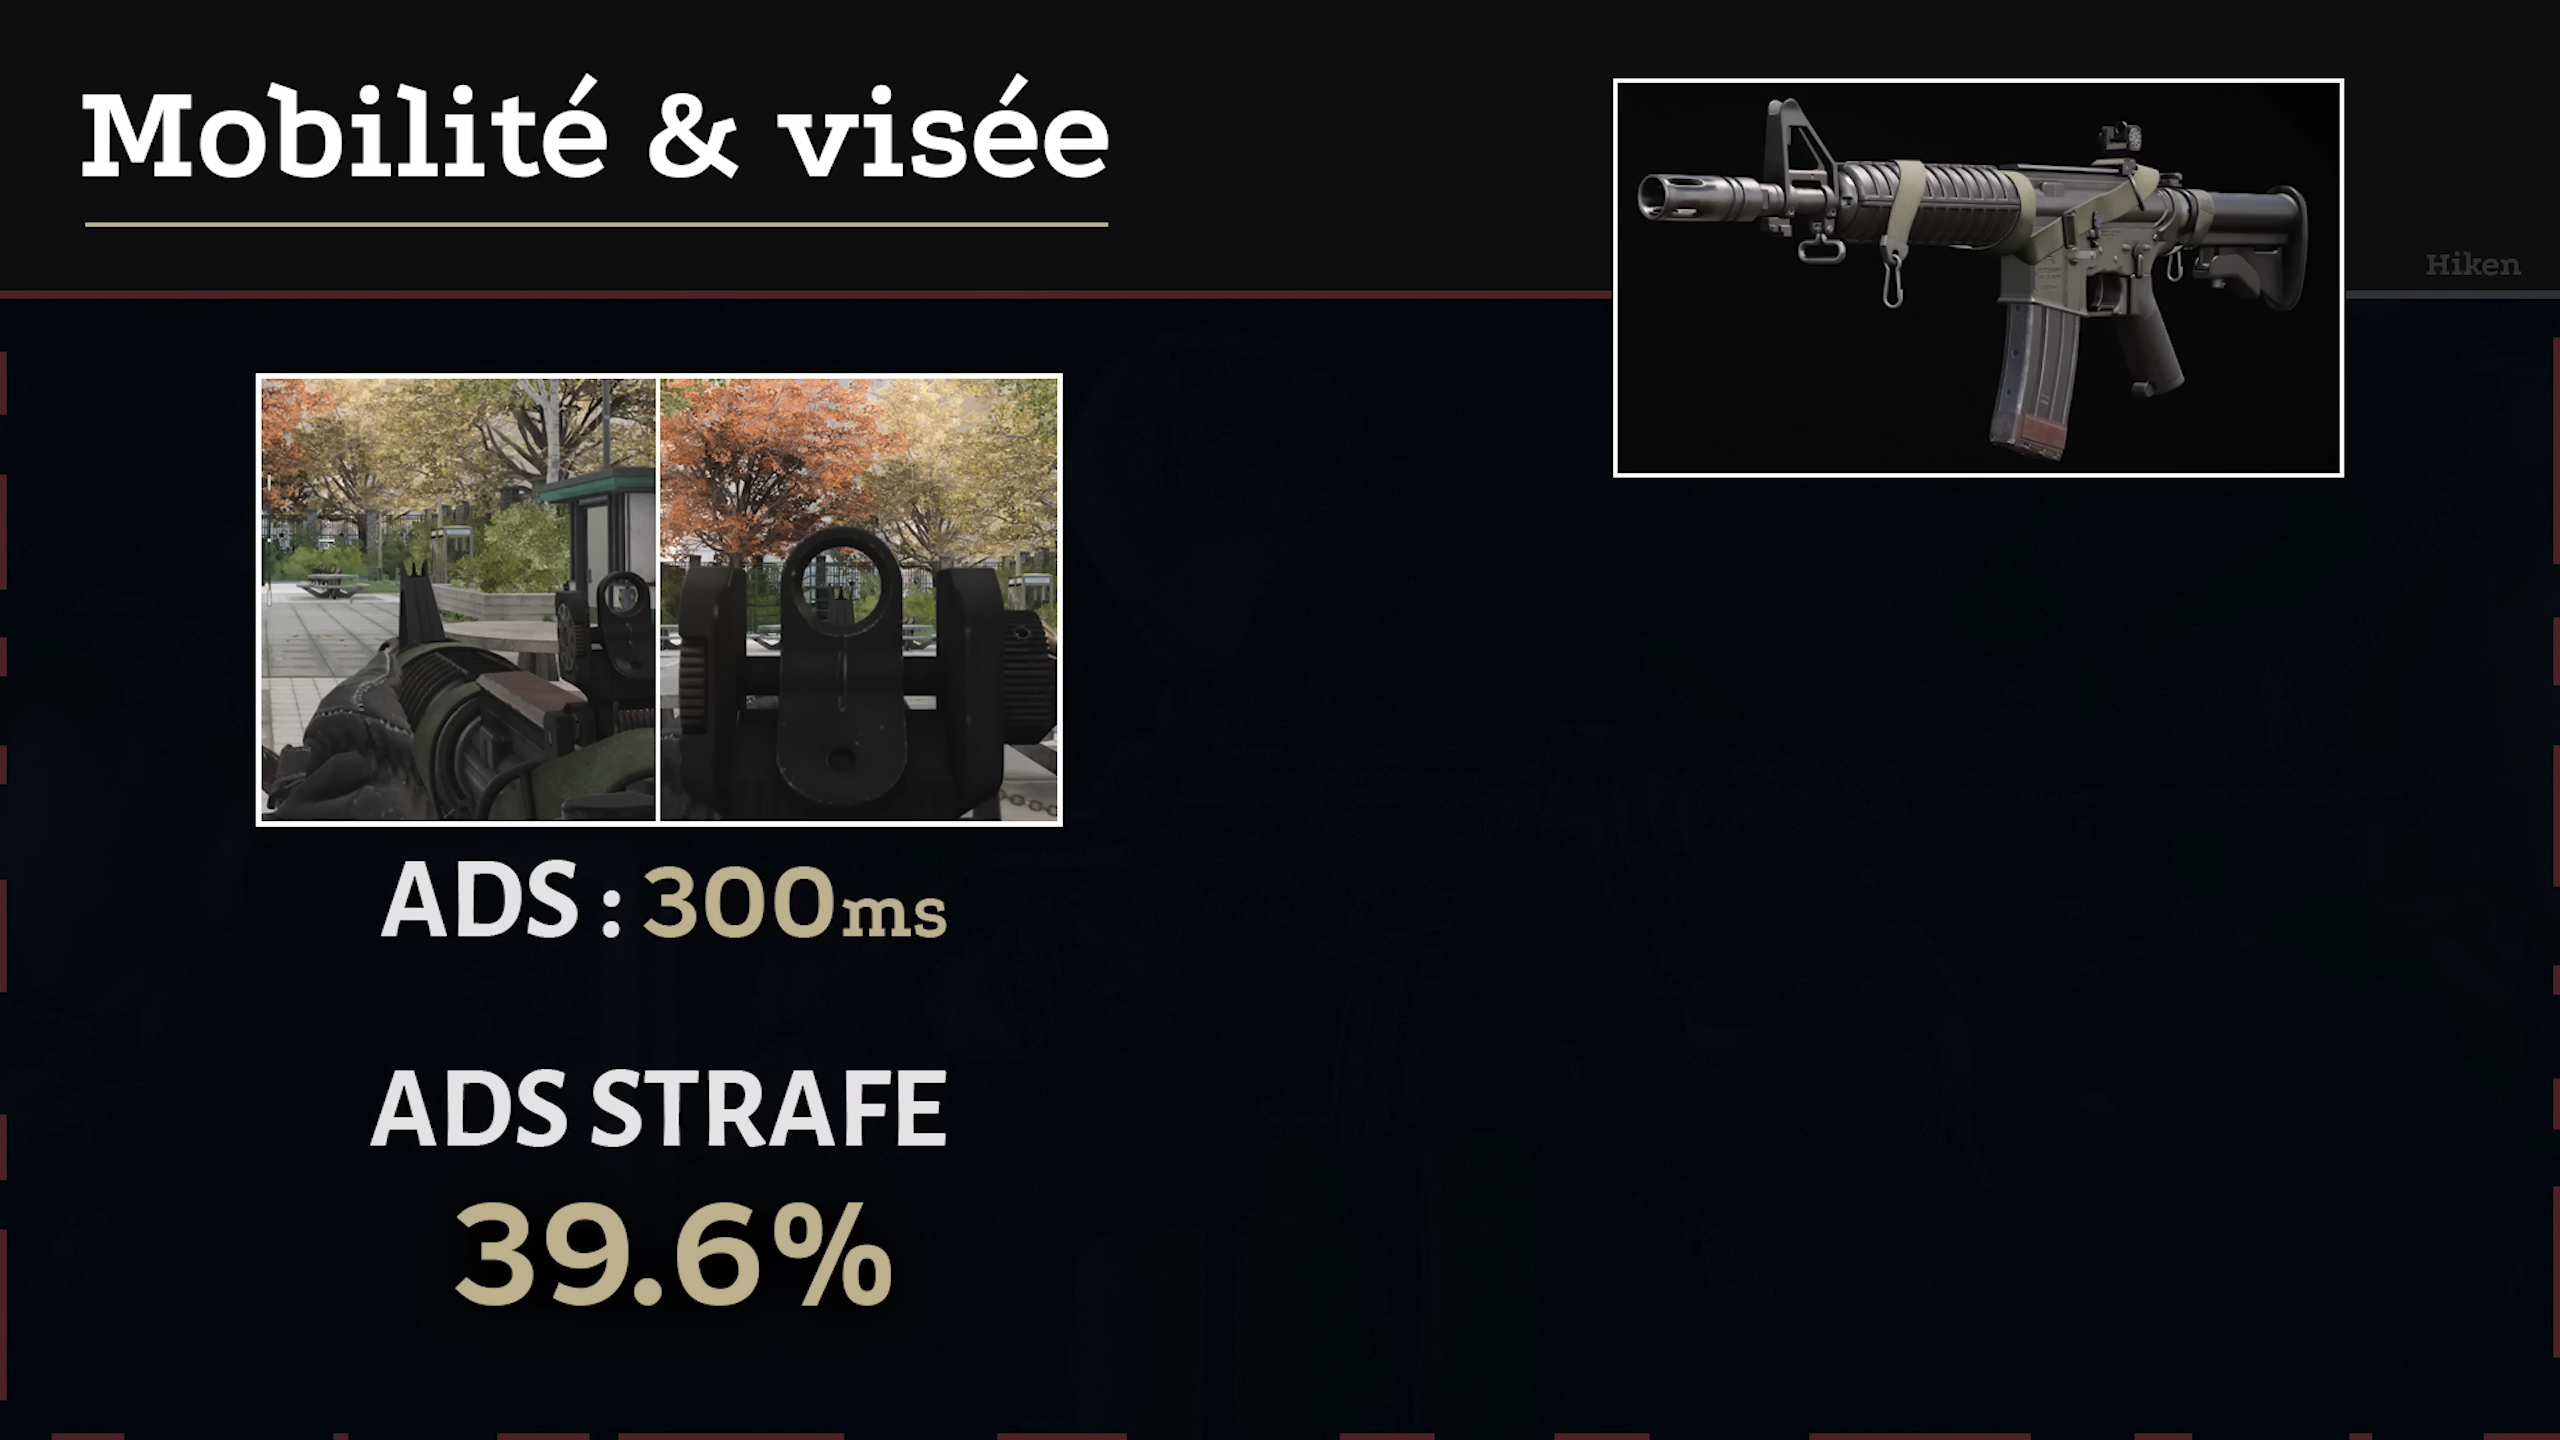 Mobilité & visée
Hiken
ADS : 300ms
ADS STRAFE
39.6%